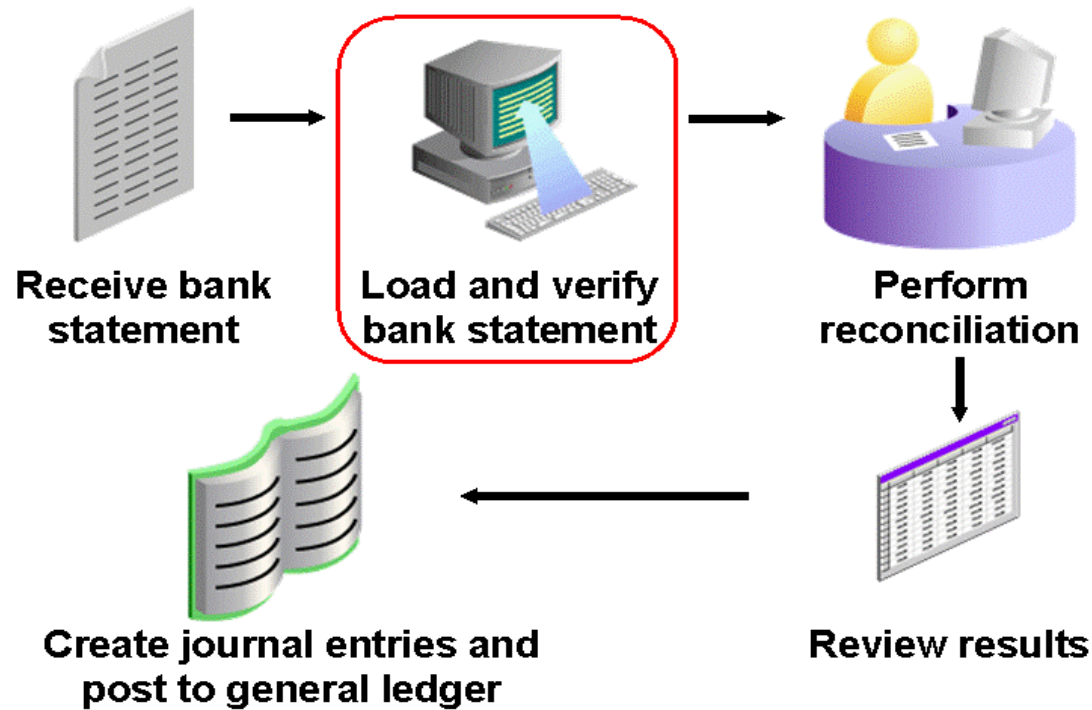 Receive bank
statement
Load and verify
bank statement
Perform
reconciliation
Review results
Create journal entries and
post to general ledger